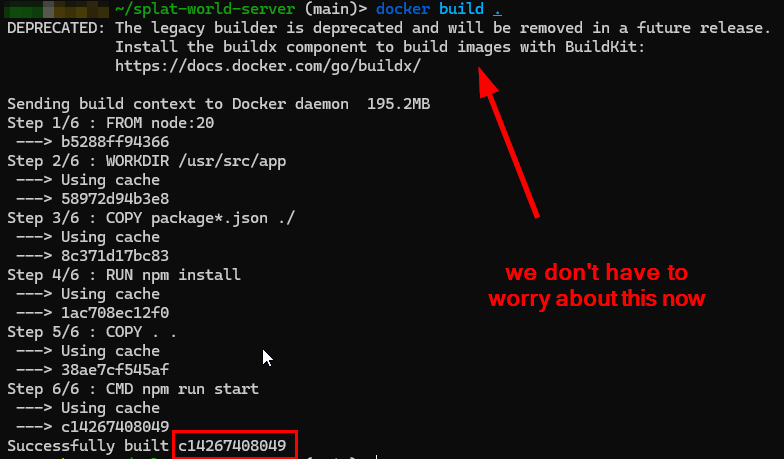 ~/splat-world-server (main)> docker build .
DEPRECATED: The legacy builder is deprecated and will be removed in a future release.
Install the buildx component to build images with BuildKit:
https://docs.docker.com/go/buildx/
Sending build context to Docker daemon  195.2MB
Step 1/6 : FROM node:20
---> b5288ff94366
Step 2/6 : WORKDIR /usr/src/app
---> Using cache
---> 58972d94b3e8
Step 3/6 : COPY package*.json ./
---> Using cache
---> 8c371d17bc83
Step 4/6 : RUN npm install
---> Using cache
---> 1ac708ec12f0
Step 5/6 : COPY . .
---> Using cache
---> 38ae7cf545af
Step 6/6 : CMD npm run start
---> Using cache
---> c14267408049
Successfully built c14267408049
we don't have to
worry about this now